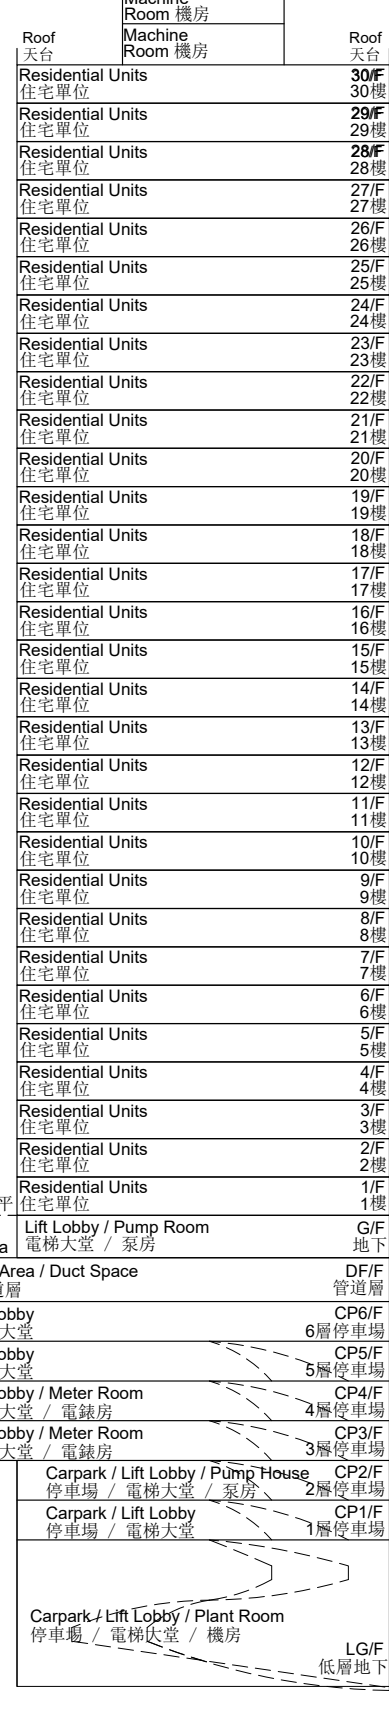 Machine
Room 機房
Roof
天台
Machine
Room 機房
Roof
天台
Residential Units 30/F
住宅單位 30樓
Residential Units 29/F
住宅單位 29樓
Residential Units 28/F
住宅單位 28樓
Residential Units 27/F
住宅單位 27樓
Residential Units 26/F
住宅單位 26樓
Residential Units 25/F
住宅單位 25樓
Residential Units 24/F
住宅單位 24樓
Residential Units 23/F
住宅單位 23樓
Residential Units 22/F
住宅單位 22樓
Residential Units 21/F
住宅單位 21樓
Residential Units 20/F
住宅單位 20樓
Residential Units 19/F
住宅單位 19樓
Residential Units 18/F
住宅單位 18樓
Residential Units 17/F
住宅單位 17樓
Residential Units 16/F
住宅單位 16樓
Residential Units 15/F
住宅單位 15樓
Residential Units 14/F
住宅單位 14樓
Residential Units 13/F
住宅單位 13樓
Residential Units 12/F
住宅單位 12樓
Residential Units 11/F
住宅單位 11樓
Residential Units 10/F
住宅單位 10樓
Residential Units 9/F
住宅單位 9樓
Residential Units 8/F
住宅單位 8樓
Residential Units 7/F
住宅單位 7樓
Residential Units 6/F
住宅單位 6樓
Residential Units 5/F
住宅單位 5樓
Residential Units 4/F
住宅單位 4樓
Residential Units 3/F
住宅單位 3樓
Residential Units 2/F
住宅單位 2樓
Residential Units 1/F
平 住宅單位 1樓
Lift Lobby / Pump Room G/F
a 電梯大堂 / 泵房 地下
Area / Duct Space DF/F
道層 管道層
obby CP6/F
大堂 6層停車場
obby CP5/F
大堂 5層停車場
obby / Meter Room CP4/F
大堂 / 電錶房 4層停車場
obby / Meter Room CP3/F
大堂 / 電錶房 3層停車場
Carpark / Lift Lobby / Pump House CP2/F
停車場 / 電梯大堂 / 泵房 2層停車場
Carpark / Lift Lobby CP1/F
停車場 / 電梯大堂 1層停車場
Carpark / Lift Lobby / Plant Room
停車場 / 電梯大堂 / 機房
LG/F
低層地下